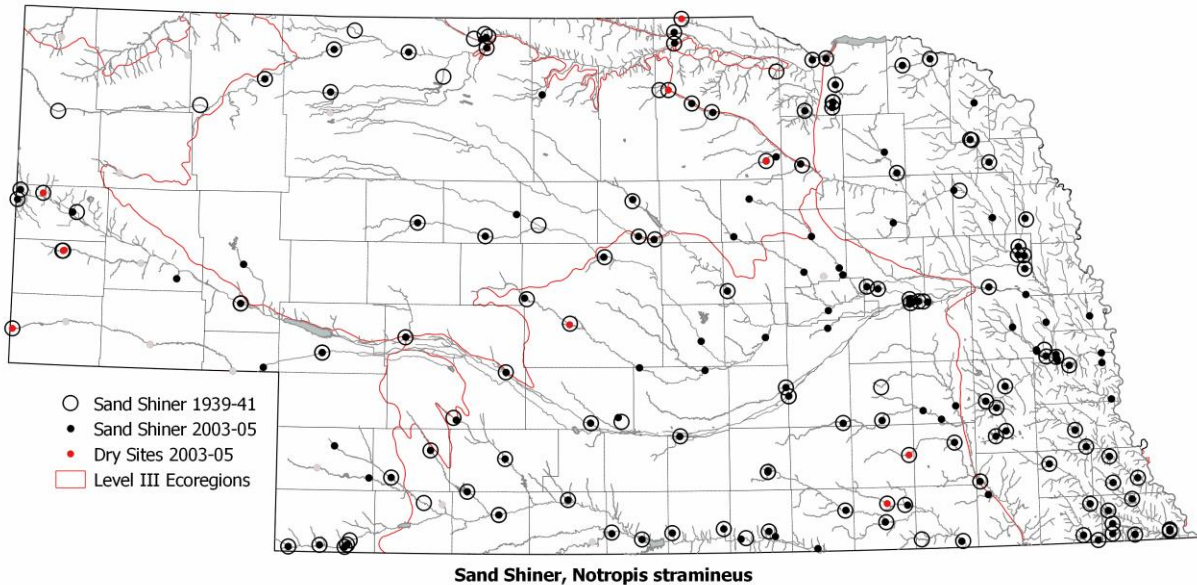 Sand Shiner 1939-41
Sand Shiner 2003-05
Dry Sites 2003-05
Level III Ecoregions
Sand Shiner, Notropis stramineus